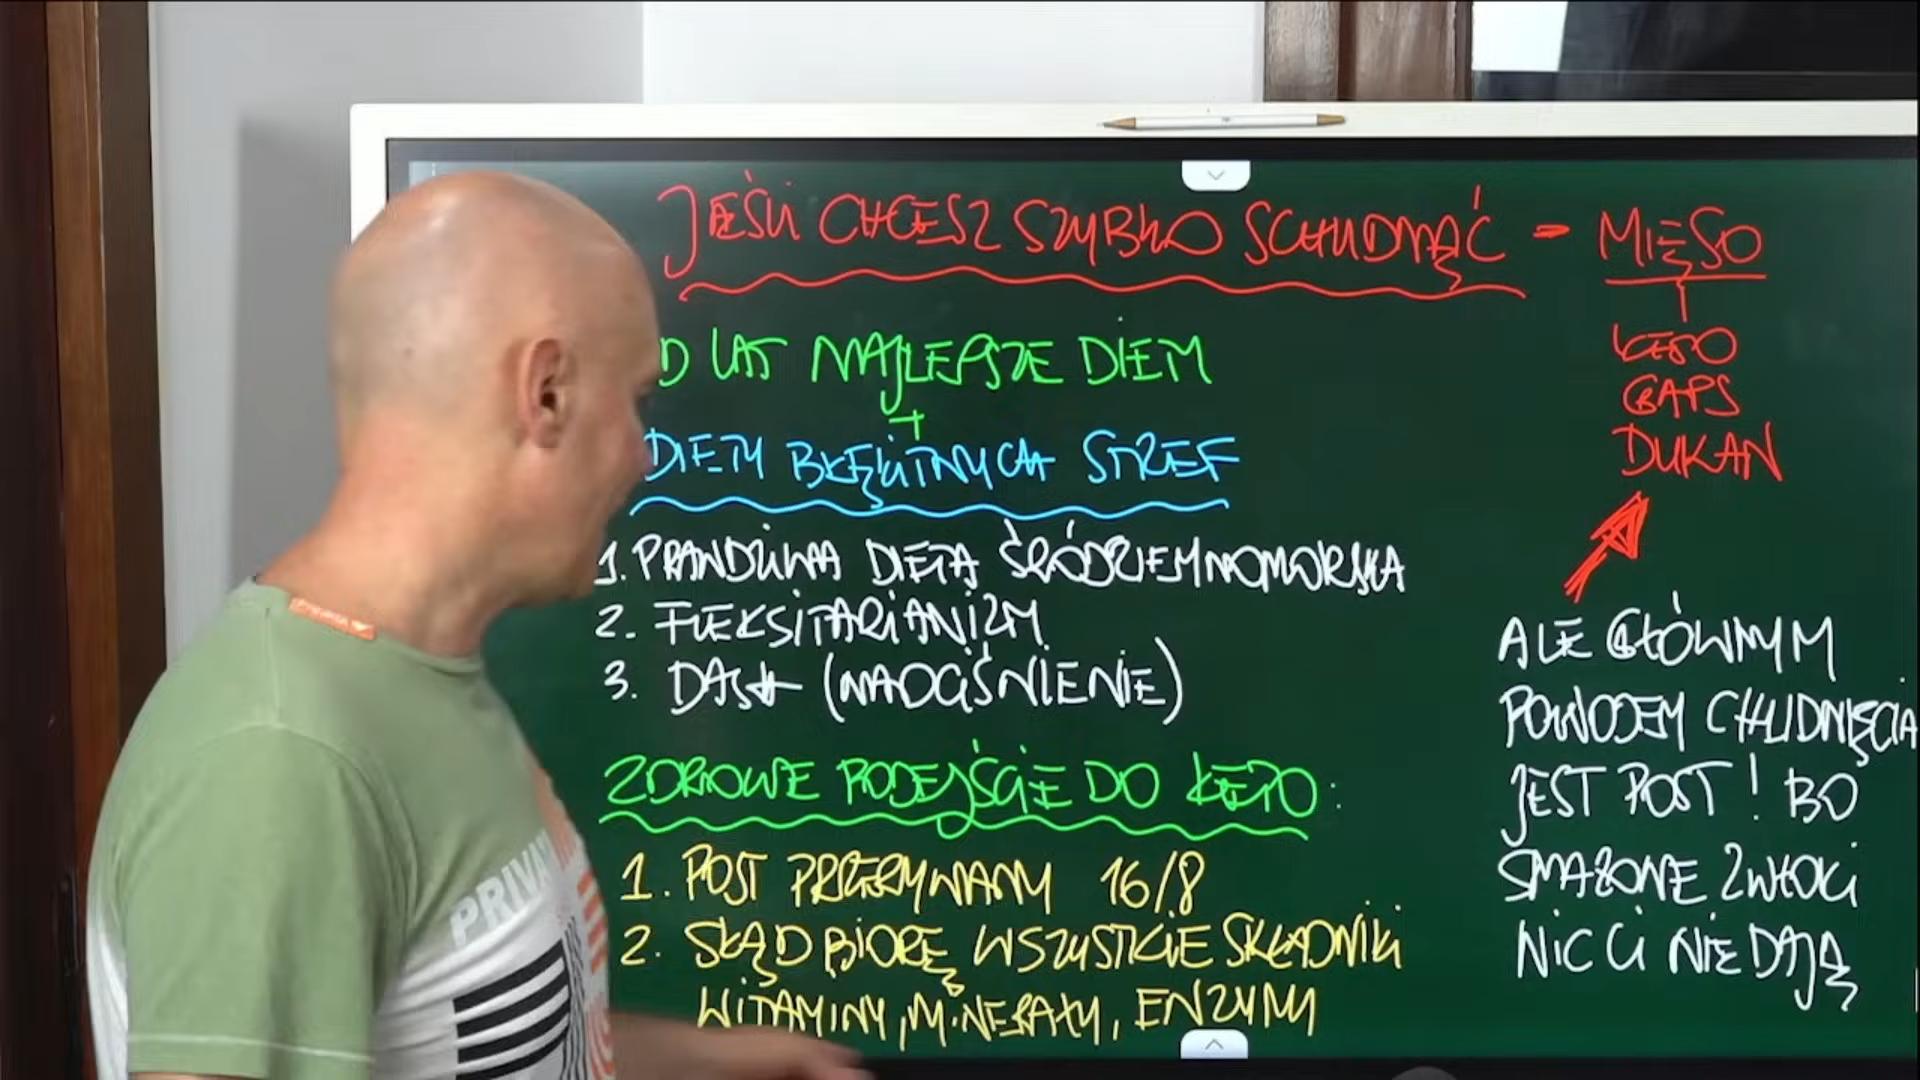 JEŚLI CHCESZ SZYBKO SCHUDNĄĆ - MIĘSO
KETO
GAPS
DUKAN
D LAT NAJLEPSZE DIETY
+
DIETY BŁĘKITNYCH STREF
1. PRAWDZIWA DIETA ŚRÓDZIEMNOMORSKA
2. FLEKSITARIANIZM
3. DASH (NADCIŚNIENIE)
ALE GŁÓWNYM
POWODEM CHUDNIĘCIA
JEST POST! BO
SMAŻONE ZWŁOKI
NIC CI NIE DAJĄ
ZDROWE PODEJŚCIE DO KETO:
1. POST PRZERYWANY 16/8
2. SKĄD BIORĘ WSZYSTKIE SKŁADNIKI
WITAMINY, MINERAŁY, ENZYMY
PRIVA